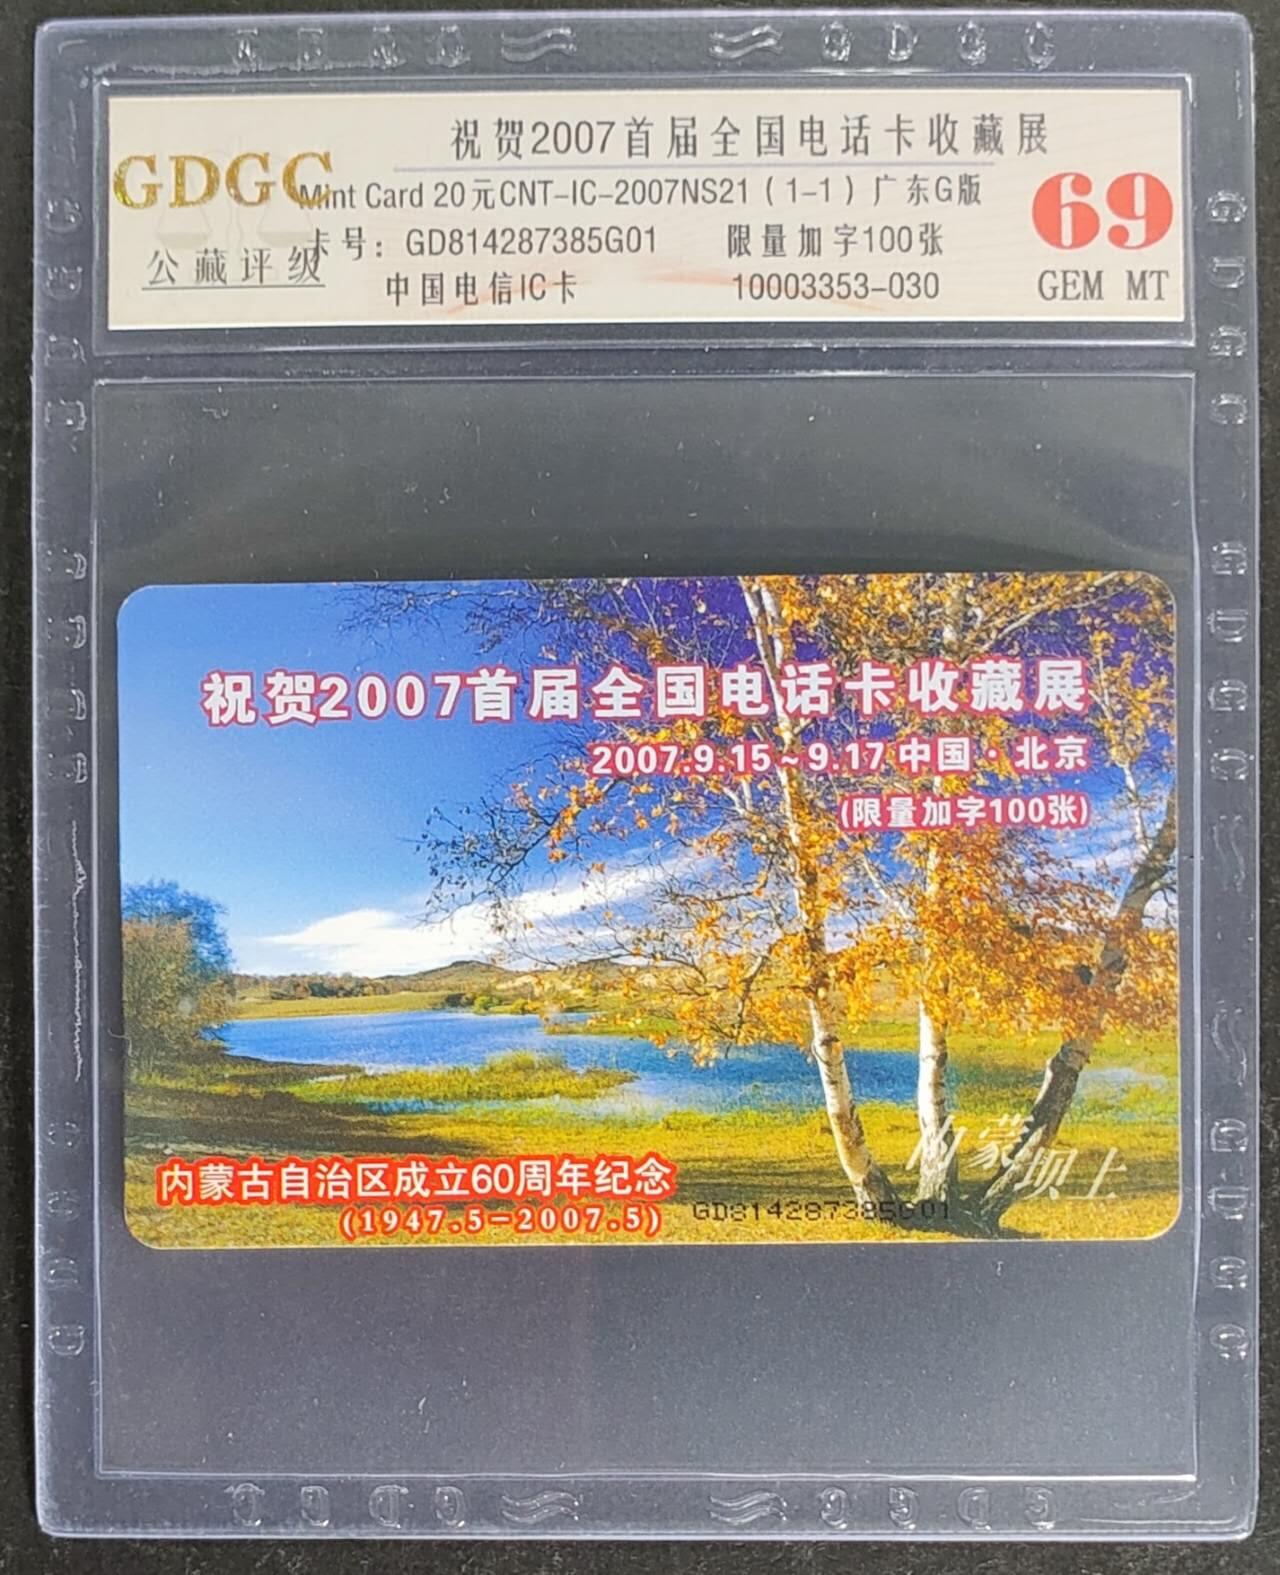 祝贺2007首届全国电话卡收藏展
GDGC
Mint Card 20元CNT-IC-2007NS21（1-1）广东G版
69
卡号：GD814287385G01 限量加字100张
公藏评级
中国电信IC卡 10003353-030
GEM MT
祝贺2007首届全国电话卡收藏展
2007.9.15～9.17 中国·北京
(限量加字100张)
内蒙坝上
内蒙古自治区成立60周年纪念
(1947.5-2007.5)
GD814287385G01